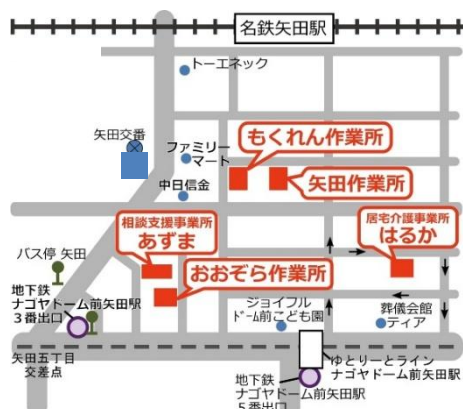 名鉄矢田駅
トーエネック
矢田交番
ファミリー
マート
もくれん作業所
矢田作業所
中日信金
相談支援事業所
あずま
居宅介護事業所
はるか
バス停 矢田
おおぞら作業所
地下鉄
ナゴヤドーム前矢田駅
3番出口
ジョイフル
ドーム前こども園
葬儀会館
ティア
矢田五丁目
交差点
ゆとりーとライン
ナゴヤドーム前矢田駅
地下鉄
ナゴヤドーム前矢田駅
5番出口